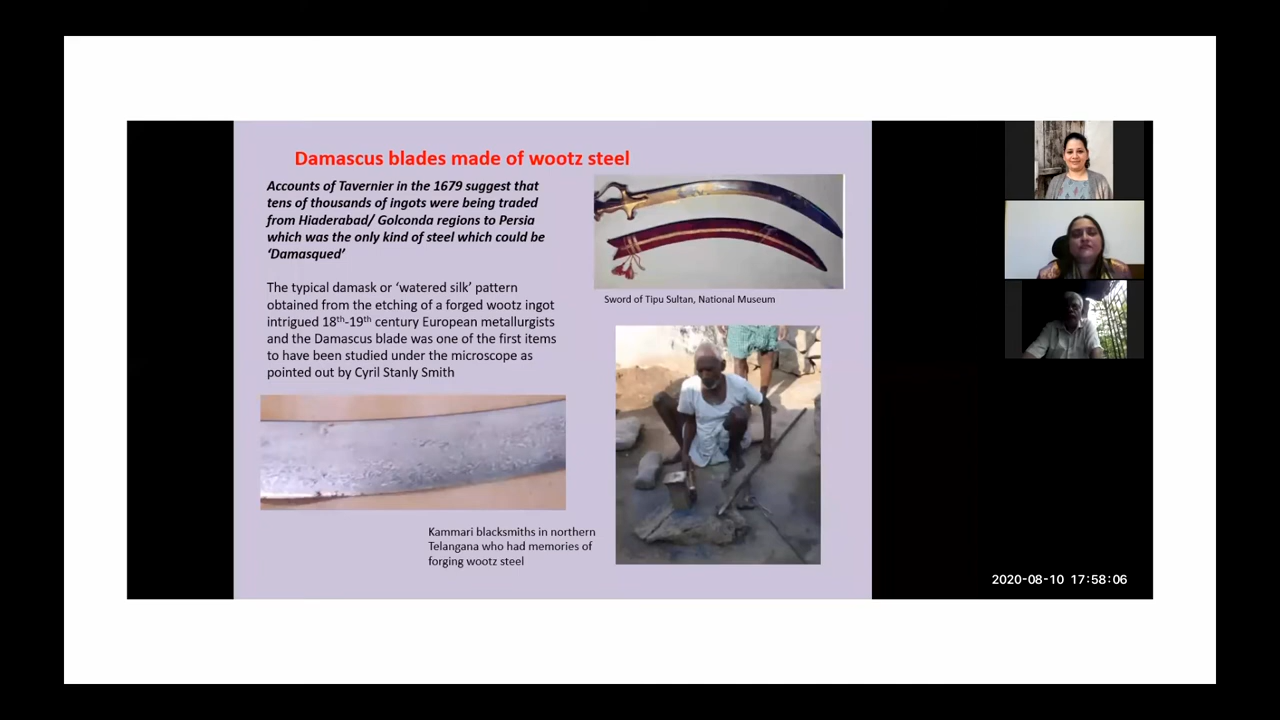 Damascus blades made of wootz steel
Accounts of Tavernier in the 1679 suggest that
tens of thousands of ingots were being traded
from Hiaderabad/ Golconda regions to Persia
which was the only kind of steel which could be
‘Damasqued’
The typical damask or ‘watered silk’ pattern
obtained from the etching of a forged wootz ingot
intrigued 18th-19th century European metallurgists
and the Damascus blade was one of the first items
to have been studied under the microscope as
pointed out by Cyril Stanly Smith
Sword of Tipu Sultan, National Museum
Kammari blacksmiths in northern
Telangana who had memories of
forging wootz steel
2020-08-10 17:58:06